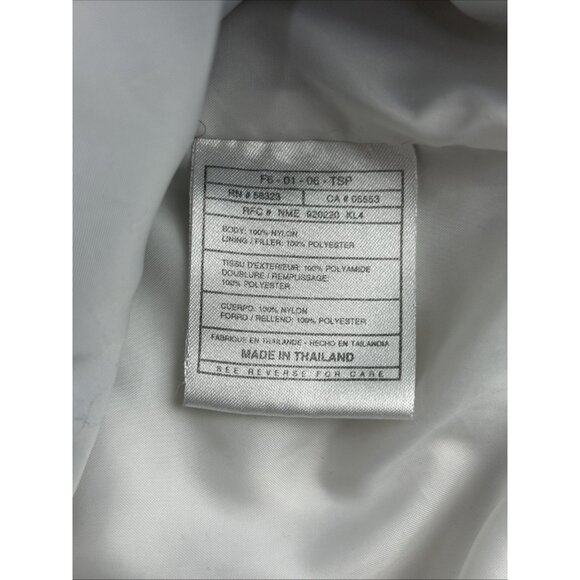 F6 - 01 - 06 - TSP
RN # 58323 CA # 05553
RFC # NME 920220 KL4
BODY: 100% NYLON
LINING / FILLER: 100% POLYESTER
TISSU D'EXTERIEUR: 100% POLYAMIDE
DOUBLURE / REMPLISSAGE:
100% POLYESTER
CUERPO: 100% NYLON
FORRO / RELLENO: 100% POLYESTER
FABRIQUE EN THAILANDE - HECHO EN TAILANDIA
MADE IN THAILAND
SEE REVERSE FOR CARE